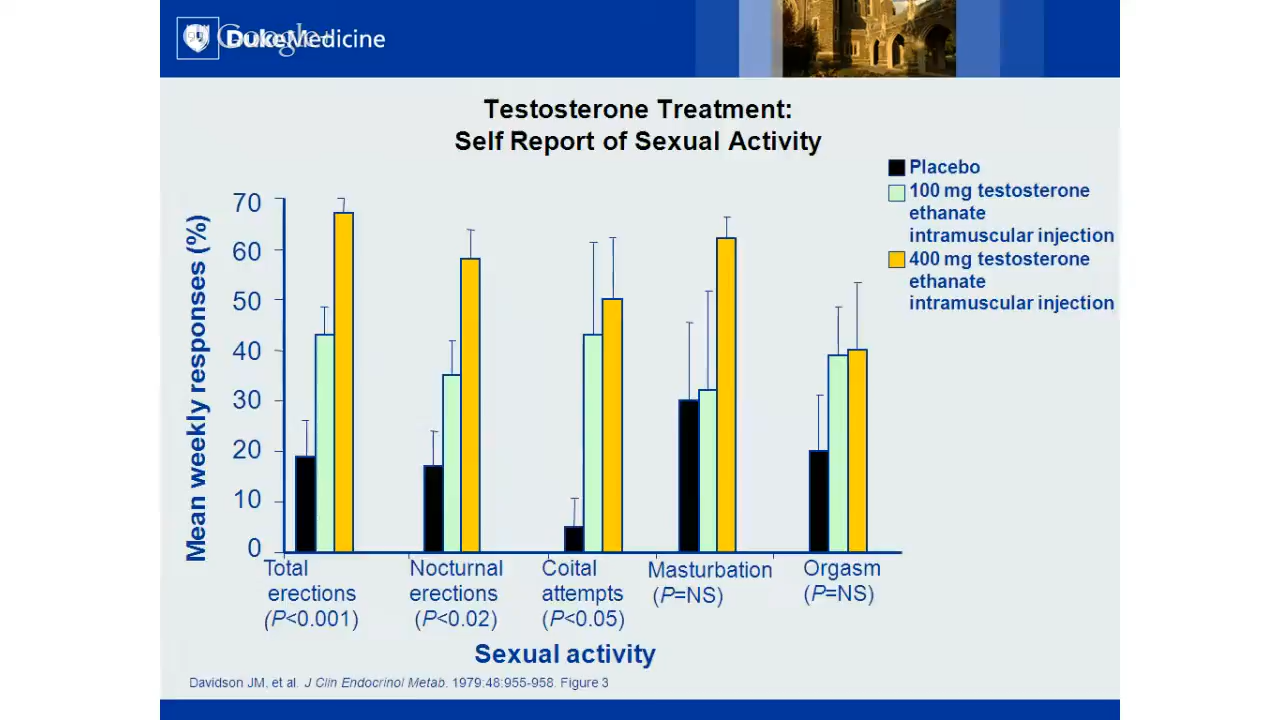 DukeMedicine
Google+
Testosterone Treatment:
Self Report of Sexual Activity
Placebo
100 mg testosterone
ethanate
intramuscular injection
400 mg testosterone
ethanate
intramuscular injection
Mean weekly responses (%)
70
60
50
40
30
20
10
0
Total
erections
(P<0.001)
Nocturnal
erections
(P<0.02)
Coital
attempts
(P<0.05)
Masturbation
(P=NS)
Orgasm
(P=NS)
Sexual activity
Davidson JM, et al. J Clin Endocrinol Metab. 1979:48:955-958. Figure 3